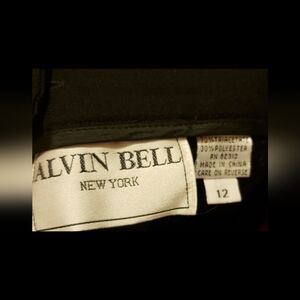 ALVIN BELL
NEW YORK
30% POLYESTER
MADE IN CHINA
CARE ON REVERSE
12